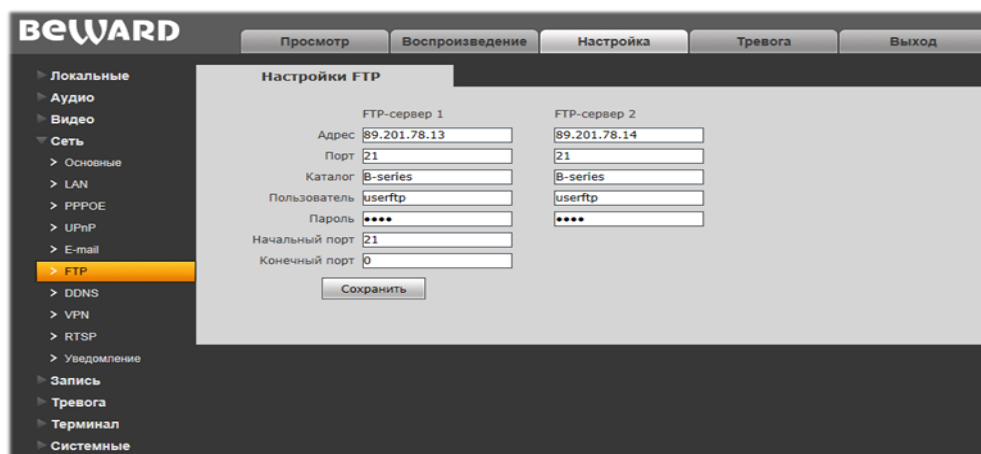 BEWARD
Просмотр
Воспроизведение
Настройка
Тревога
Выход
Локальные
Аудио
Видео
Сеть
> Основные
> LAN
> PPPOE
> UPnP
> E-mail
> FTP
> DDNS
> VPN
> RTSP
> Уведомление
Запись
Тревога
Терминал
Системные
Настройки FTP
FTP-сервер 1 FTP-сервер 2
Адрес 89.201.78.13 89.201.78.14
Порт 21 21
Каталог B-series B-series
Пользователь userftp userftp
Пароль •••• ••••
Начальный порт 21
Конечный порт 0
Сохранить